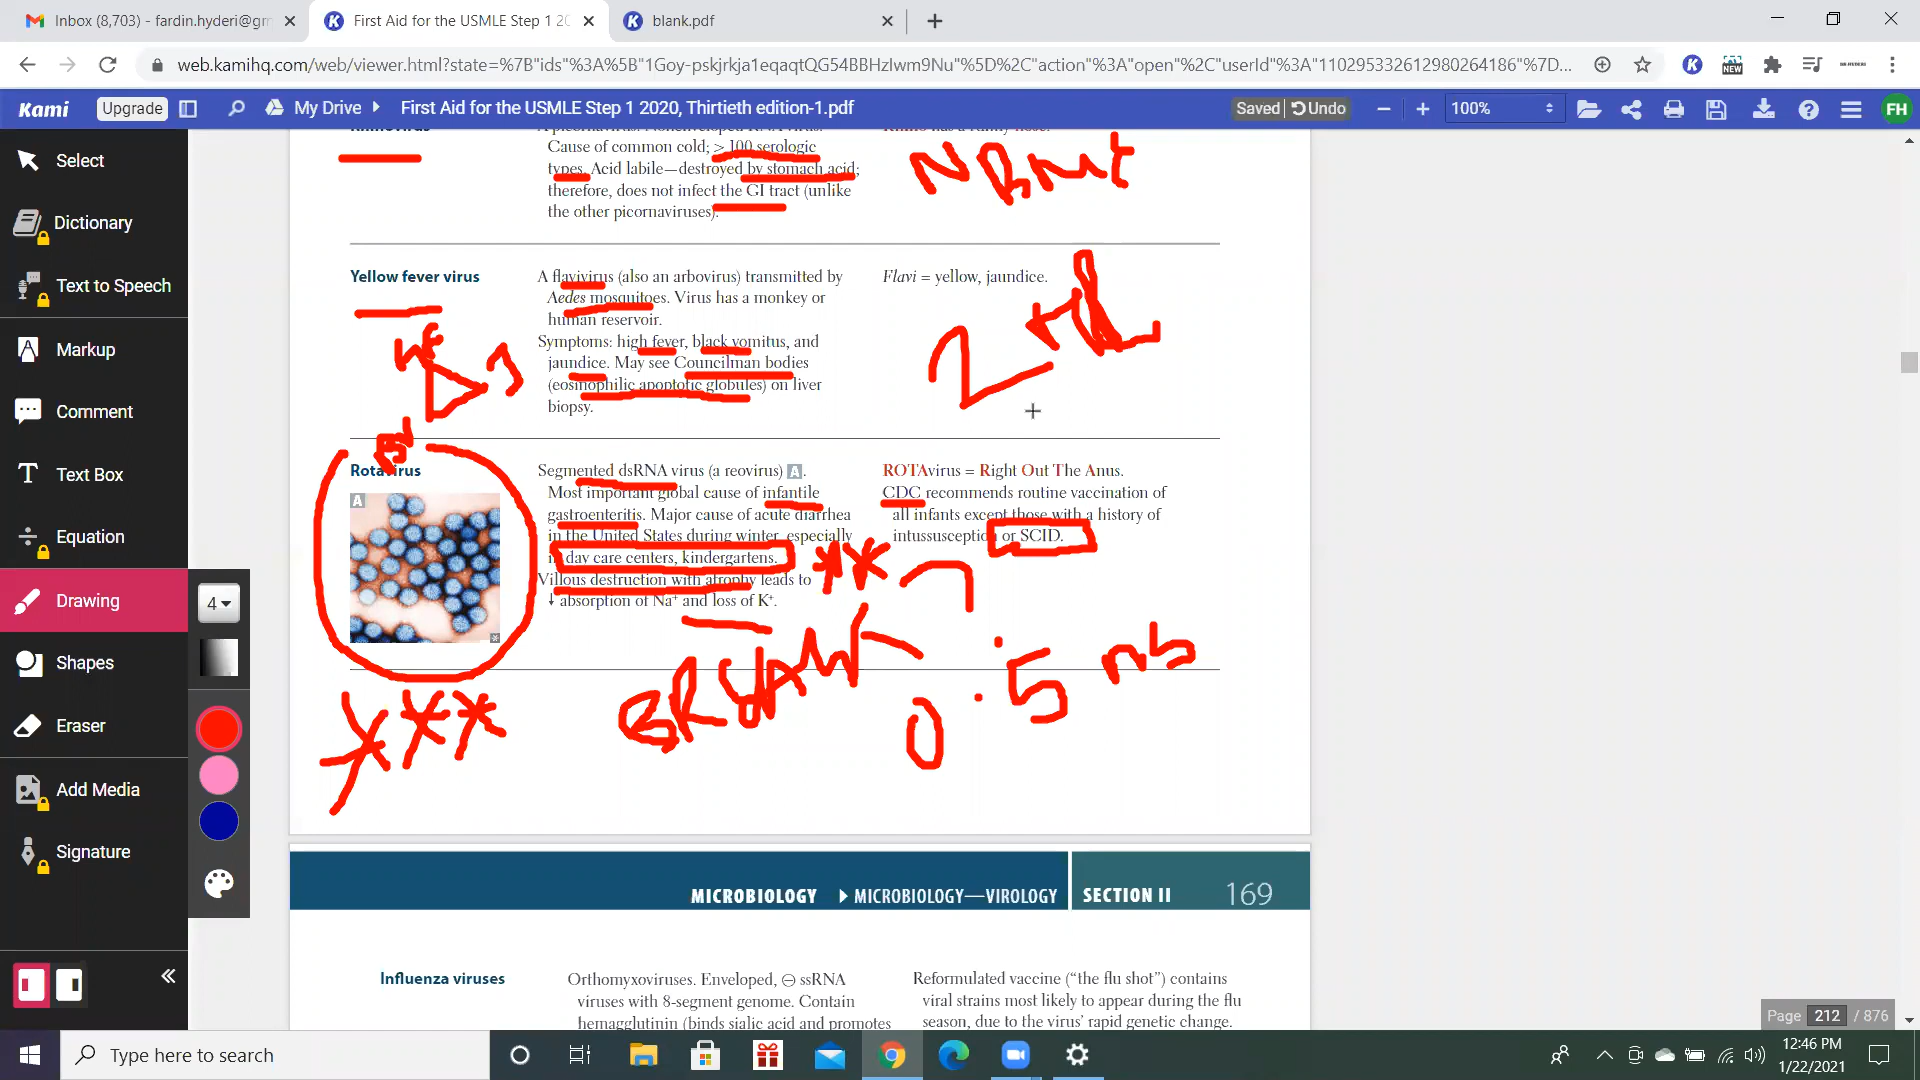 Inbox (8,703) - fardin.hyderi@gm
First Aid for the USMLE Step 1 20
blank.pdf
web.kamihq.com/web/viewer.html?state=%7B"ids"%3A%5B"1Goy-pskjrkja1eqaqtQG54BBHzIwm9Nu"%5D%2C"action"%3A"open"%2C"userId"%3A"110295332612980264186"%7D...
Kami
Upgrade
My Drive
First Aid for the USMLE Step 1 2020, Thirtieth edition-1.pdf
Saved
Undo
100%
FH
Select
Dictionary
Text to Speech
Markup
Comment
Text Box
Equation
Drawing
Shapes
Eraser
Add Media
Signature
4
Cause of common cold; > 100 serologic
types. Acid labile—destroyed by stomach acid;
therefore, does not infect the GI tract (unlike
the other picornaviruses).
Yellow fever virus
A flavivirus (also an arbovirus) transmitted by
Aedes mosquitoes. Virus has a monkey or
human reservoir.
Symptoms: high fever, black vomitus, and
jaundice. May see Councilman bodies
(eosinophilic apoptotic globules) on liver
biopsy.
Flavi = yellow, jaundice.
Rotavirus
A
Segmented dsRNA virus (a reovirus) A.
Most important global cause of infantile
gastroenteritis. Major cause of acute diarrhea
in the United States during winter, especially
in day care centers, kindergartens.
Villous destruction with atrophy leads to
↓ absorption of Na⁺ and loss of K⁺.
ROTAvirus = Right Out The Anus.
CDC recommends routine vaccination of
all infants except those with a history of
intussusception or SCID.
MICROBIOLOGY
MICROBIOLOGY—VIROLOGY
SECTION II
169
Influenza viruses
Orthomyxoviruses. Enveloped, ⊖ ssRNA
viruses with 8-segment genome. Contain
hemagglutinin (binds sialic acid and promotes
Reformulated vaccine (“the flu shot”) contains
viral strains most likely to appear during the flu
season, due to the virus’ rapid genetic change.
Page 212 / 876
Type here to search
12:46 PM
1/22/2021